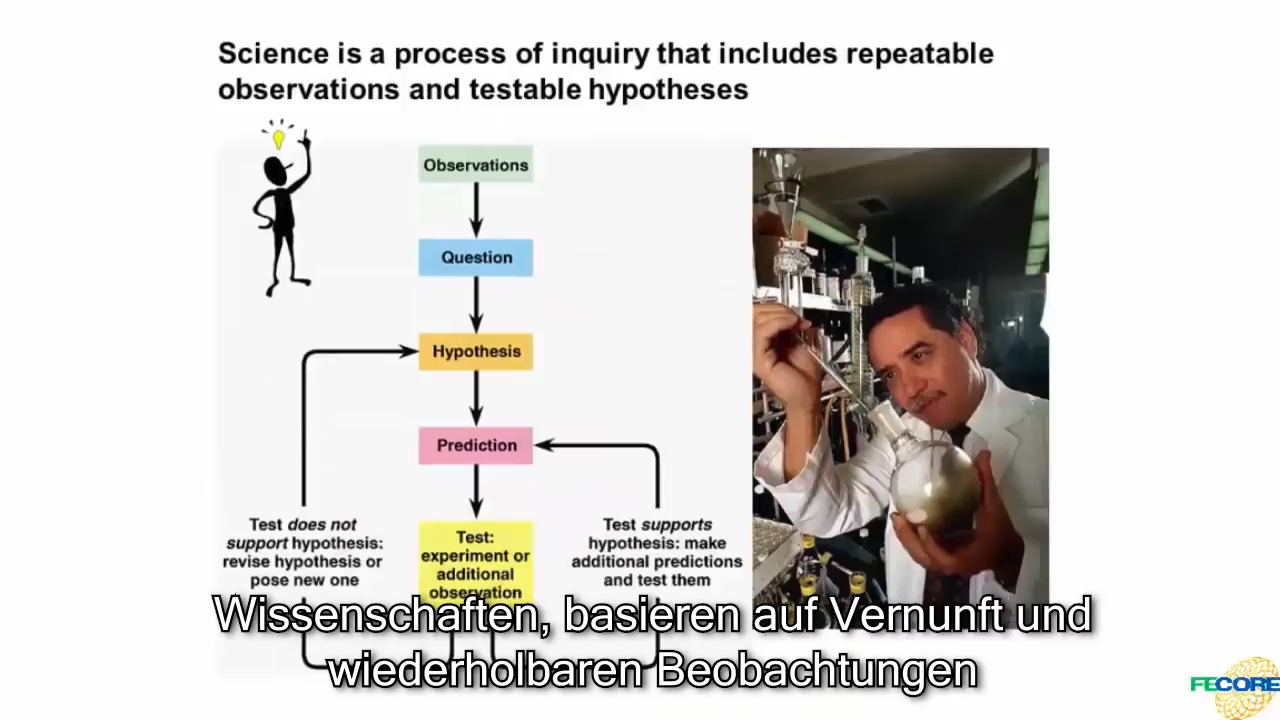 Science is a process of inquiry that includes repeatable
observations and testable hypotheses
Observations
Question
Hypothesis
Prediction
Test does not
support hypothesis:
revise hypothesis or
pose new one
Test:
experiment or
additional
observation
Test supports
hypothesis: make
additional predictions
and test them
Wissenschaften, basieren auf Vernunft und
wiederholbaren Beobachtungen
FECORE